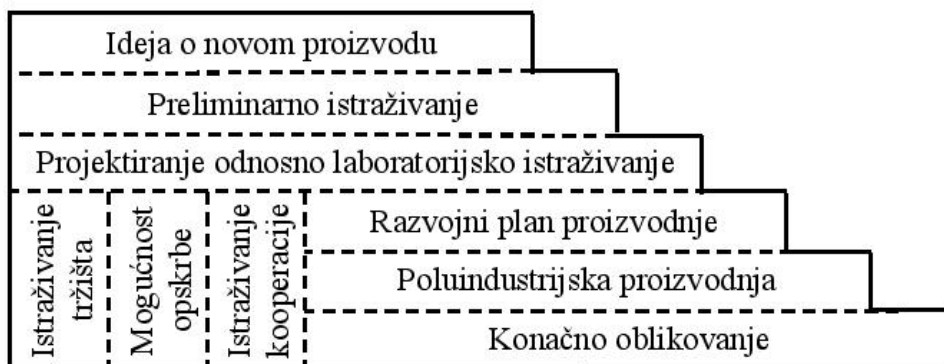 Ideja o novom proizvodu
Preliminarno istraživanje
Projektiranje odnosno laboratorijsko istraživanje
Istraživanje
tržišta
Mogućnost
opskrbe
Istraživanje
kooperacije
Razvojni plan proizvodnje
Poluindustrijska proizvodnja
Konačno oblikovanje